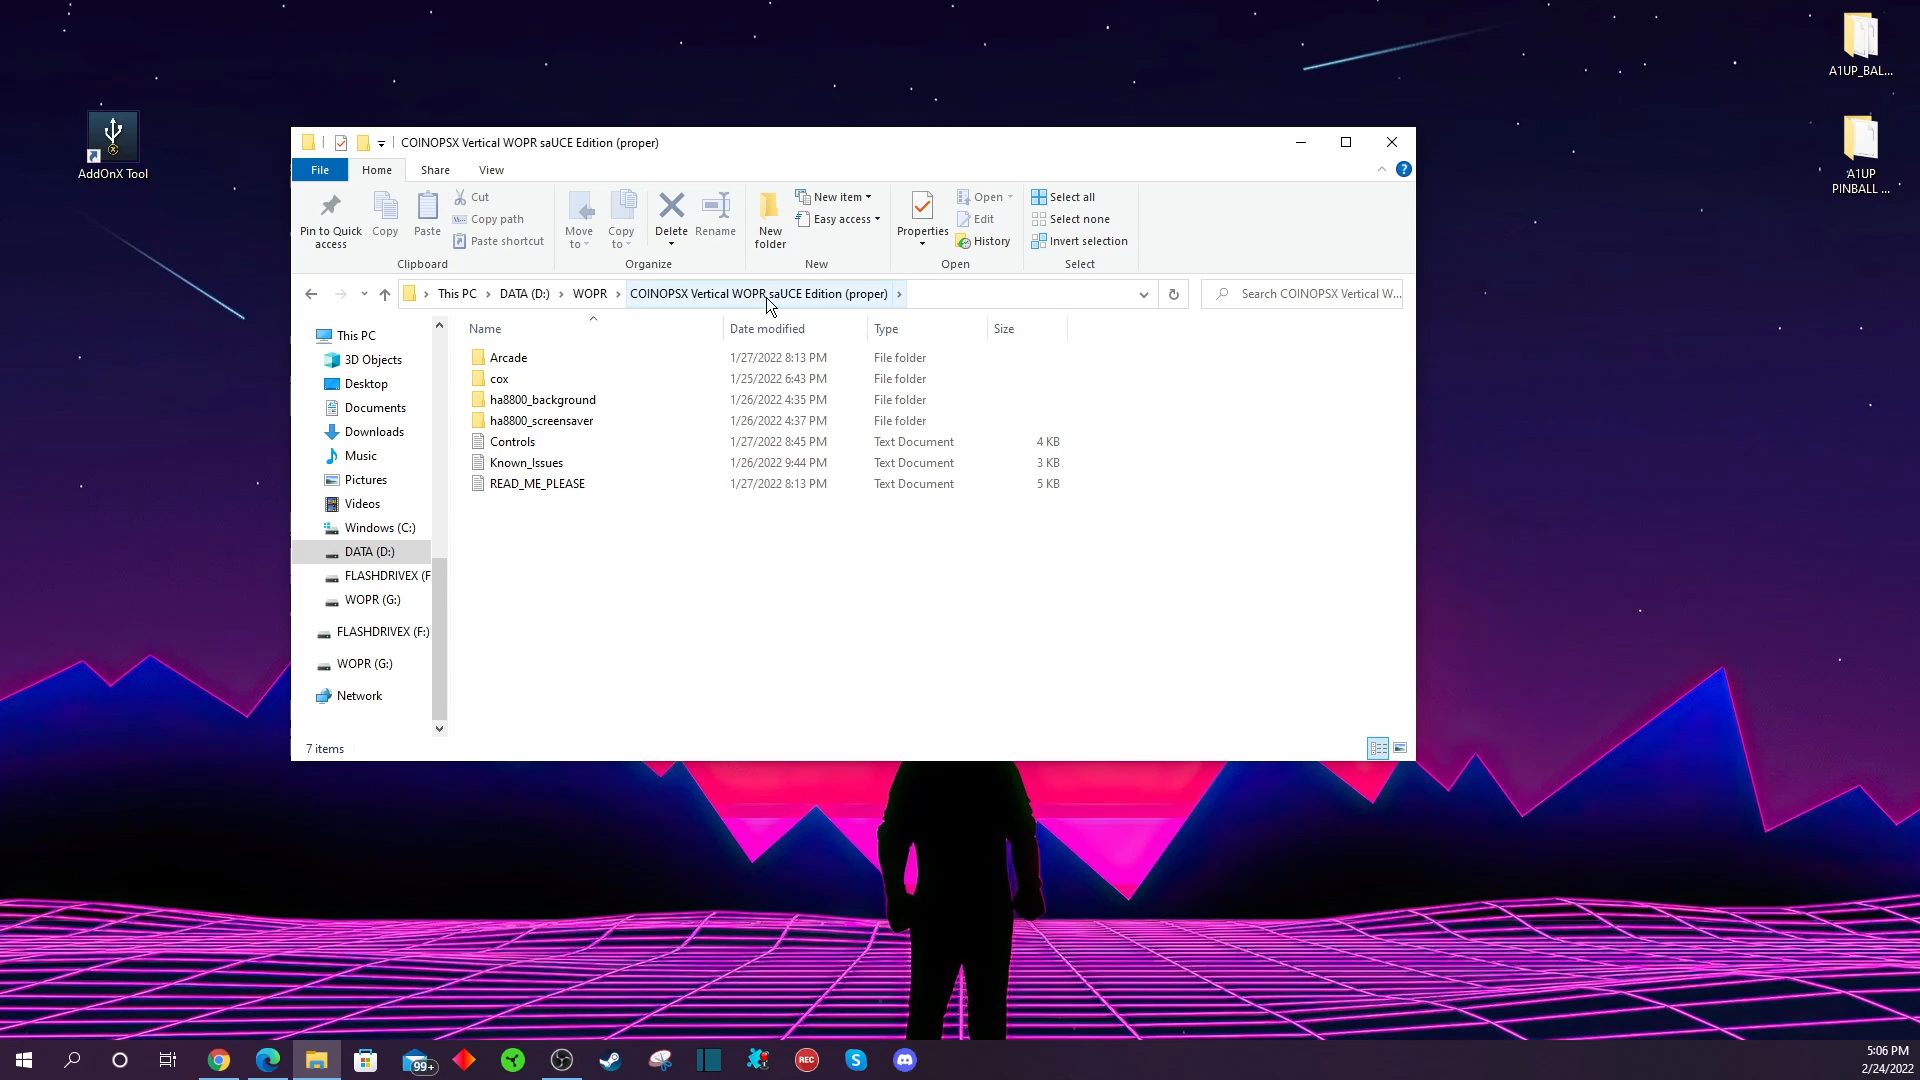 A1UP_BAL...
AddOnX Tool
A1UP
PINBALL ...
COINOPSX Vertical WOPR saUCE Edition (proper)
File Home Share View
Pin to Quick access
Copy
Paste
Cut
Copy path
Paste shortcut
Clipboard
Move to
Copy to
Delete
Rename
Organize
New folder
New item
Easy access
New
Properties
Open
Edit
History
Open
Select all
Select none
Invert selection
Select
This PC > DATA (D:) > WOPR > COINOPSX Vertical WOPR saUCE Edition (proper) >
Search COINOPSX Vertical W...
Name Date modified Type Size
This PC
3D Objects
Desktop
Documents
Downloads
Music
Pictures
Videos
Windows (C:)
DATA (D:)
FLASHDRIVEX (F
WOPR (G:)
FLASHDRIVEX (F:)
WOPR (G:)
Network
Arcade 1/27/2022 8:13 PM File folder
cox 1/25/2022 6:43 PM File folder
ha8800_background 1/26/2022 4:35 PM File folder
ha8800_screensaver 1/26/2022 4:37 PM File folder
Controls 1/27/2022 8:45 PM Text Document 4 KB
Known_Issues 1/26/2022 9:44 PM Text Document 3 KB
READ_ME_PLEASE 1/27/2022 8:13 PM Text Document 5 KB
7 items
99+
REC
5:06 PM
2/24/2022